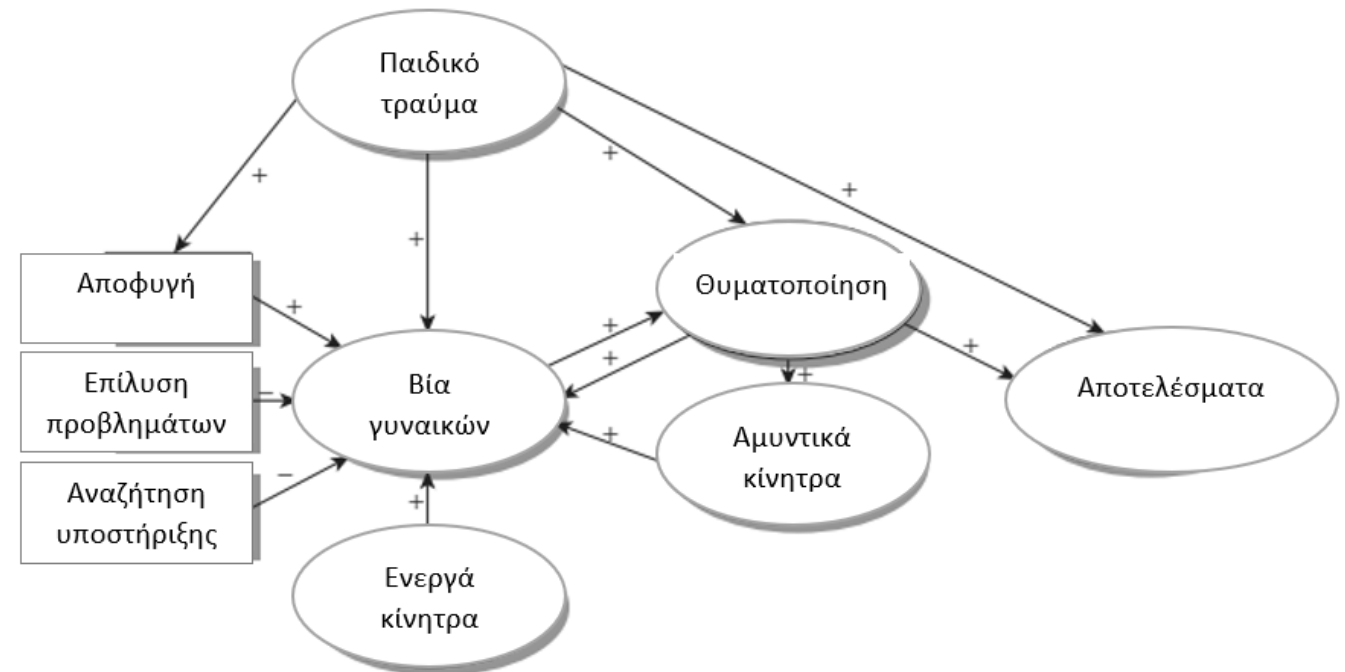 Παιδικό
τραύμα
+
+
+
+
Αποφυγή
+
Θυματοποίηση
+
+
+
Επίλυση
προβλημάτων
–
Βία
γυναικών
+
Αποτελέσματα
Αμυντικά
κίνητρα
+
Αναζήτηση
υποστήριξης
–
+
Ενεργά
κίνητρα